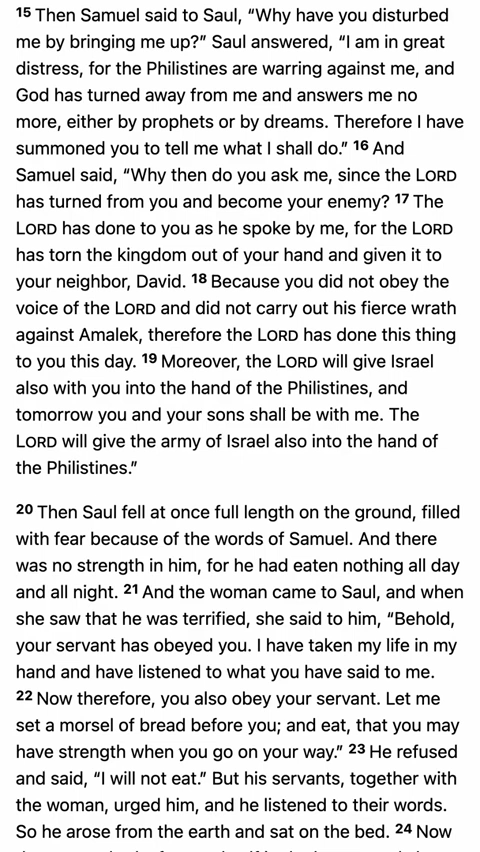 15 Then Samuel said to Saul, “Why have you disturbed
me by bringing me up?” Saul answered, “I am in great
distress, for the Philistines are warring against me, and
God has turned away from me and answers me no
more, either by prophets or by dreams. Therefore I have
summoned you to tell me what I shall do.” 16 And
Samuel said, “Why then do you ask me, since the LORD
has turned from you and become your enemy? 17 The
LORD has done to you as he spoke by me, for the LORD
has torn the kingdom out of your hand and given it to
your neighbor, David. 18 Because you did not obey the
voice of the LORD and did not carry out his fierce wrath
against Amalek, therefore the LORD has done this thing
to you this day. 19 Moreover, the LORD will give Israel
also with you into the hand of the Philistines, and
tomorrow you and your sons shall be with me. The
LORD will give the army of Israel also into the hand of
the Philistines.”
20 Then Saul fell at once full length on the ground, filled
with fear because of the words of Samuel. And there
was no strength in him, for he had eaten nothing all day
and all night. 21 And the woman came to Saul, and when
she saw that he was terrified, she said to him, “Behold,
your servant has obeyed you. I have taken my life in my
hand and have listened to what you have said to me.
22 Now therefore, you also obey your servant. Let me
set a morsel of bread before you; and eat, that you may
have strength when you go on your way.” 23 He refused
and said, “I will not eat.” But his servants, together with
the woman, urged him, and he listened to their words.
So he arose from the earth and sat on the bed. 24 Now